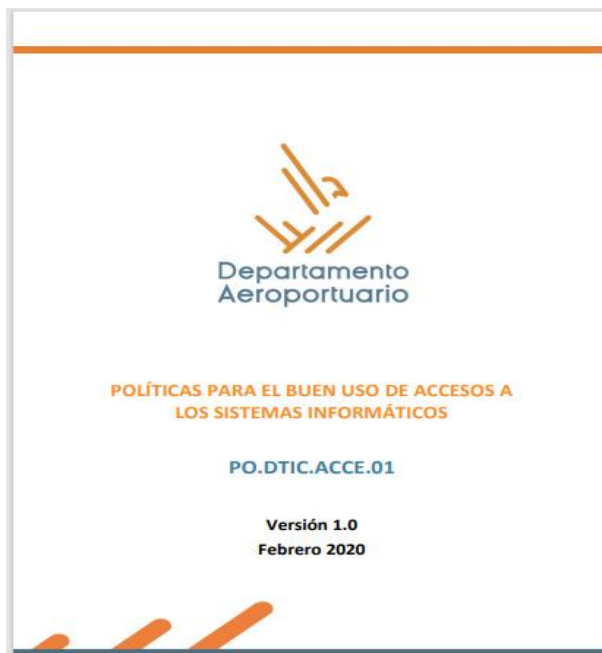 Departamento
Aeroportuario
POLÍTICAS PARA EL BUEN USO DE ACCESOS A
LOS SISTEMAS INFORMÁTICOS
PO.DTIC.ACCE.01
Versión 1.0
Febrero 2020